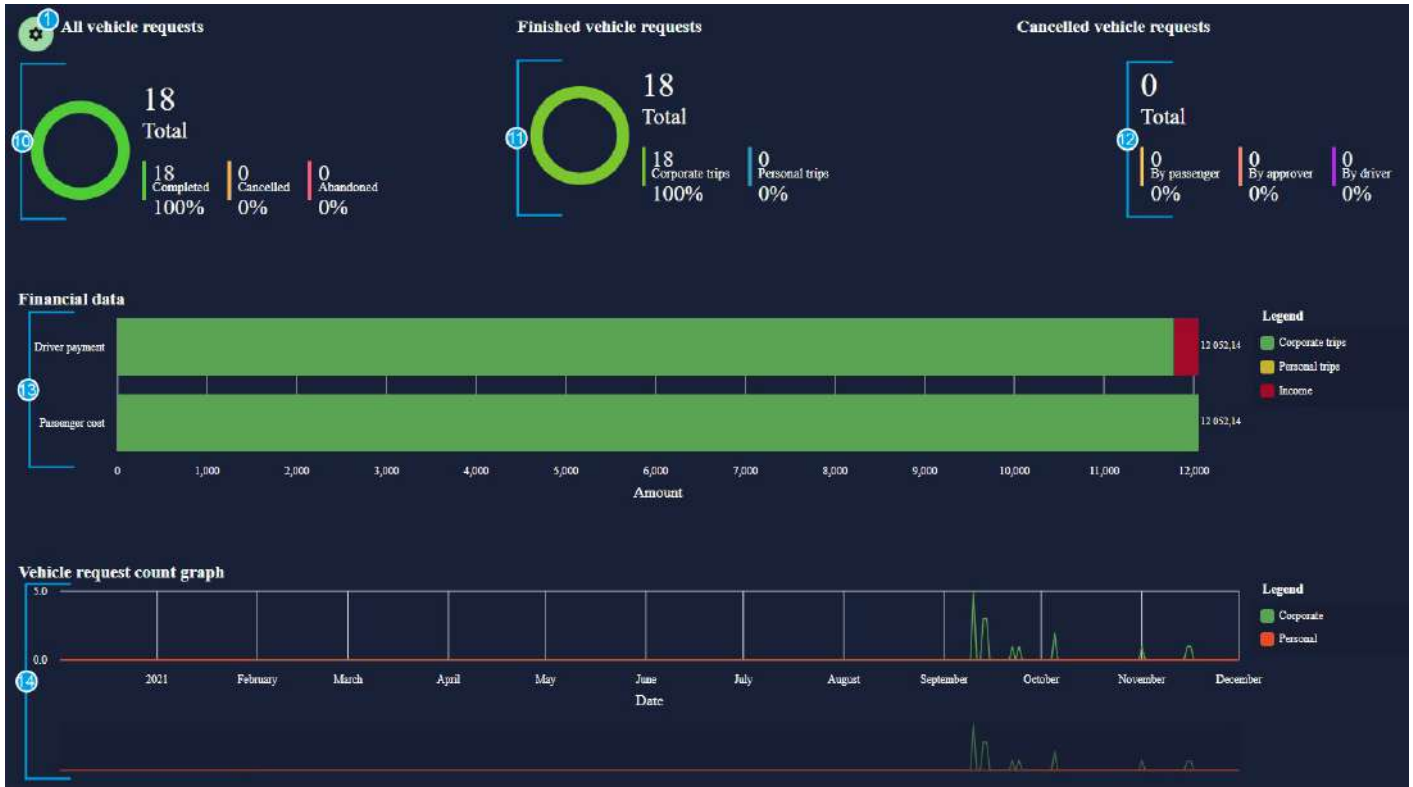 1
All vehicle requests
Finished vehicle requests
Cancelled vehicle requests
10
18
Total
18
Completed
100%
0
Cancelled
0%
0
Abandoned
0%
11
18
Total
18
Corporate trips
100%
0
Personal trips
0%
12
0
Total
0
By passenger
0%
0
By approver
0%
0
By driver
0%
Financial data
13
Driver payment
12 052,14
Passenger cost
12 052,14
0 1,000 2,000 3,000 4,000 5,000 6,000 7,000 8,000 9,000 10,000 11,000 12,000
Amount
Legend
Corporate trips
Personal trips
Income
Vehicle request count graph
14
5.0
0.0
2021 February March April May June July August September October November December
Date
Legend
Corporate
Personal